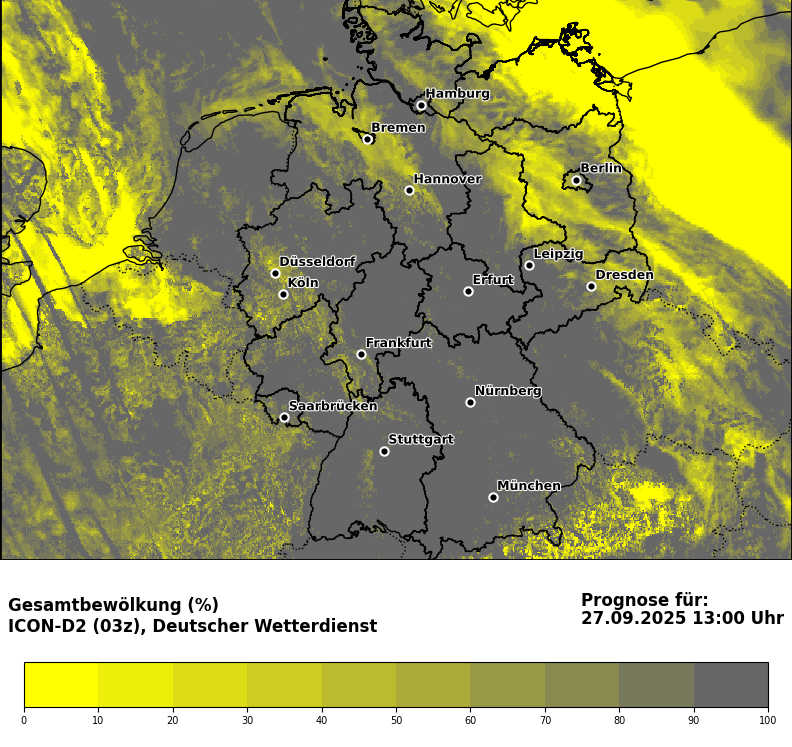 Hamburg
Bremen
Berlin
Hannover
Leipzig
Düsseldorf
Dresden
Köln
Erfurt
Frankfurt
Nürnberg
Saarbrücken
Stuttgart
München
Gesamtbewölkung (%)
ICON-D2 (03z), Deutscher Wetterdienst
Prognose für:
27.09.2025 13:00 Uhr
0 10 20 30 40 50 60 70 80 90 100